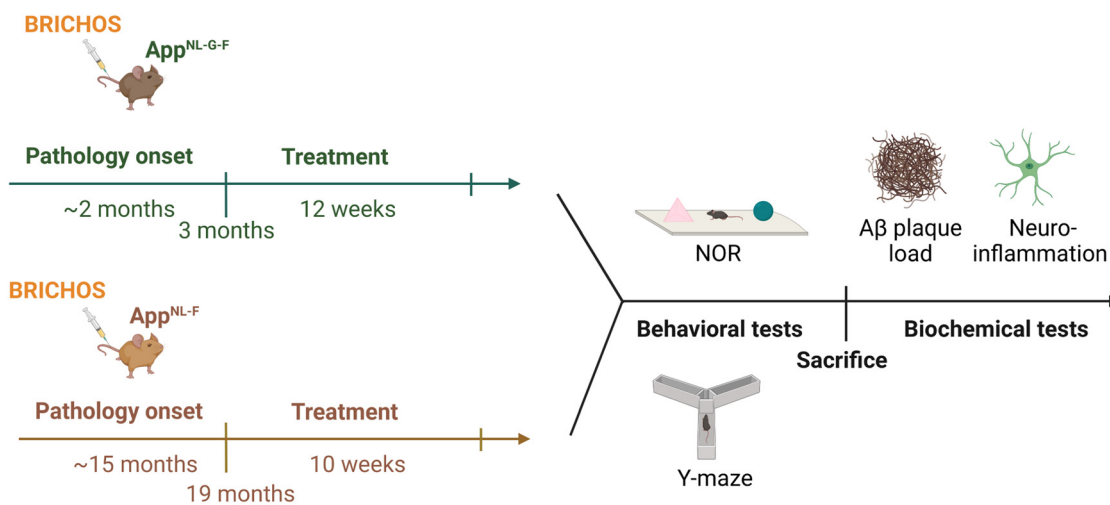 BRICHOS
App^NL-G-F
Pathology onset
Treatment
~2 months
12 weeks
3 months
BRICHOS
App^NL-F
Pathology onset
Treatment
~15 months
10 weeks
19 months
NOR
Aβ plaque
load
Neuro-
inflammation
Behavioral tests
Biochemical tests
Sacrifice
Y-maze